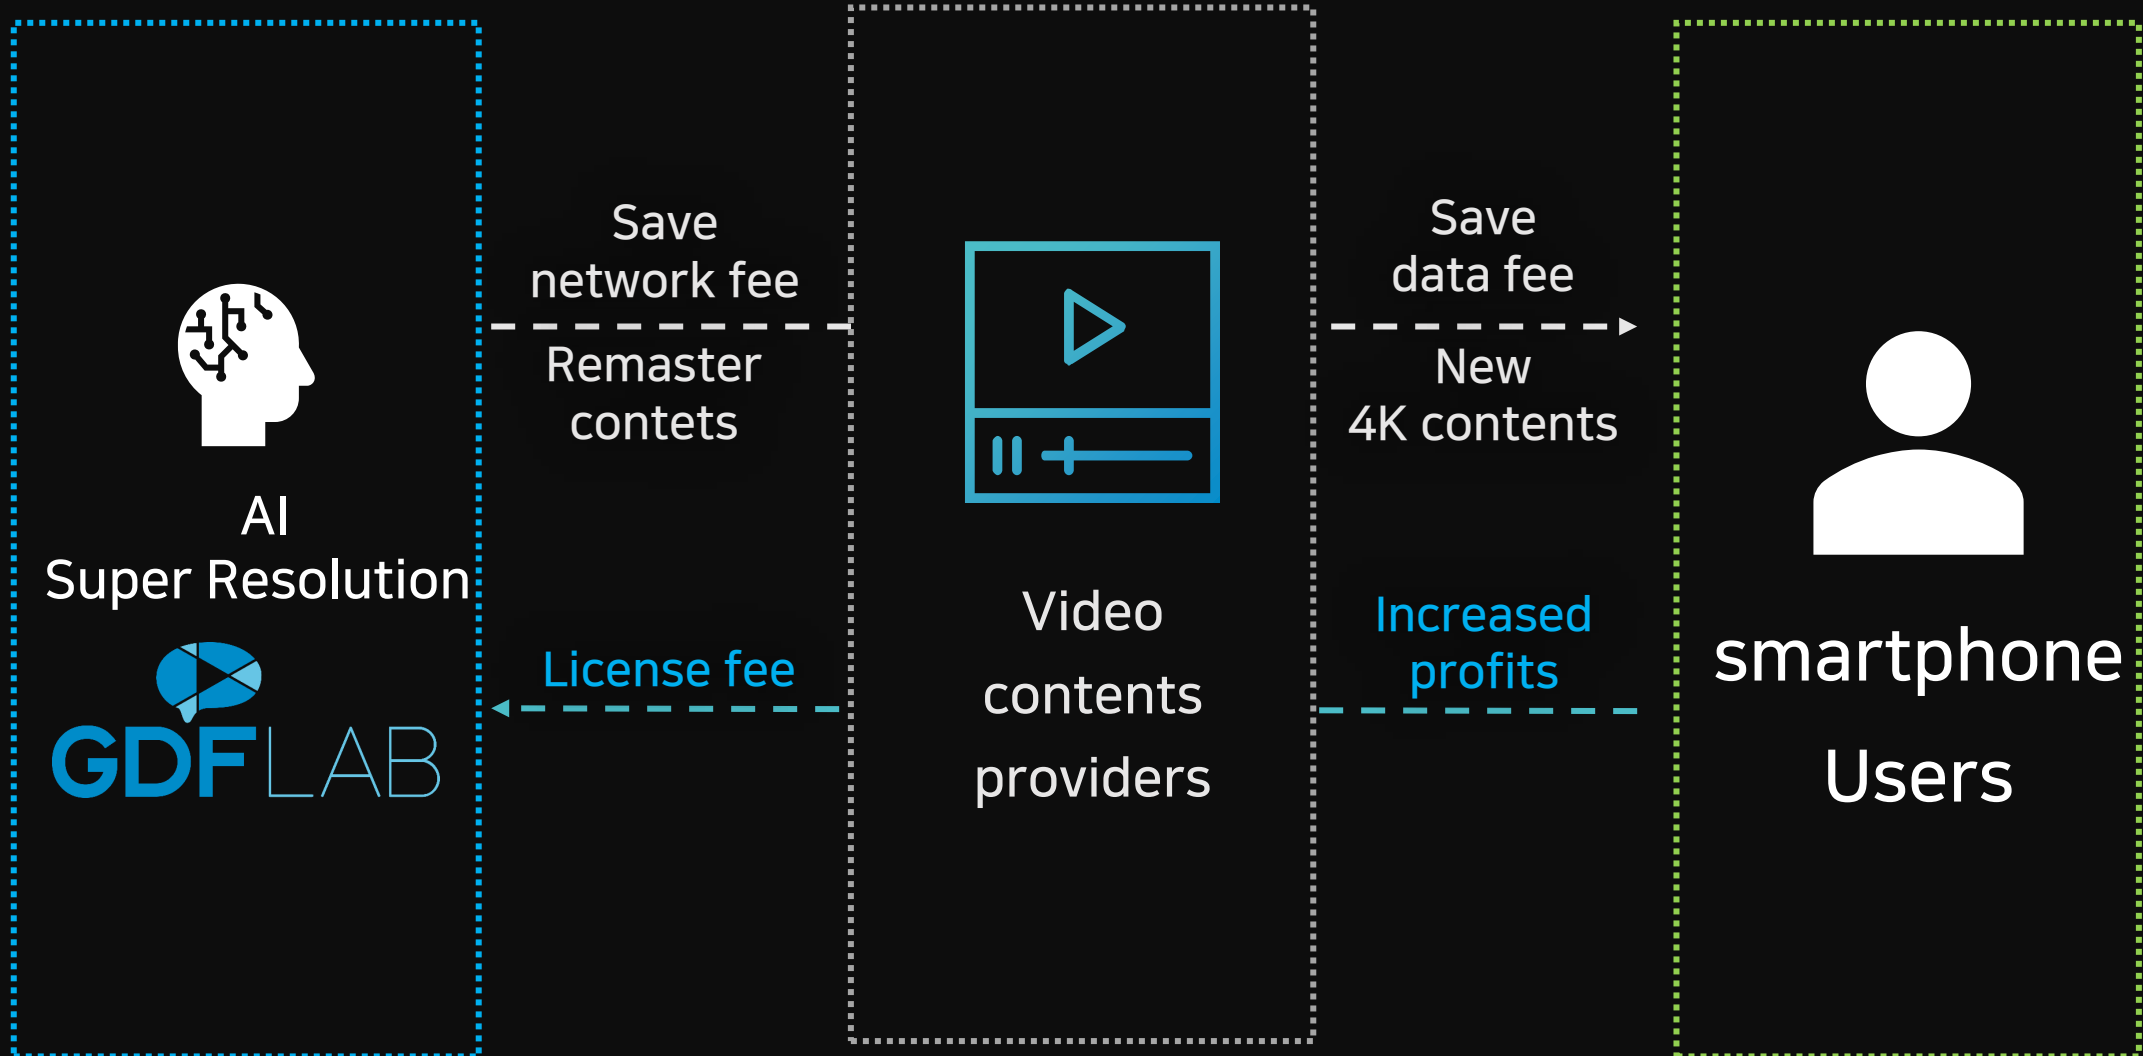 AI
Super Resolution
GDFLAB
Save
network fee
Remaster
contets
License fee
Video
contents
providers
Save
data fee
New
4K contents
Increased
profits
smartphone
Users